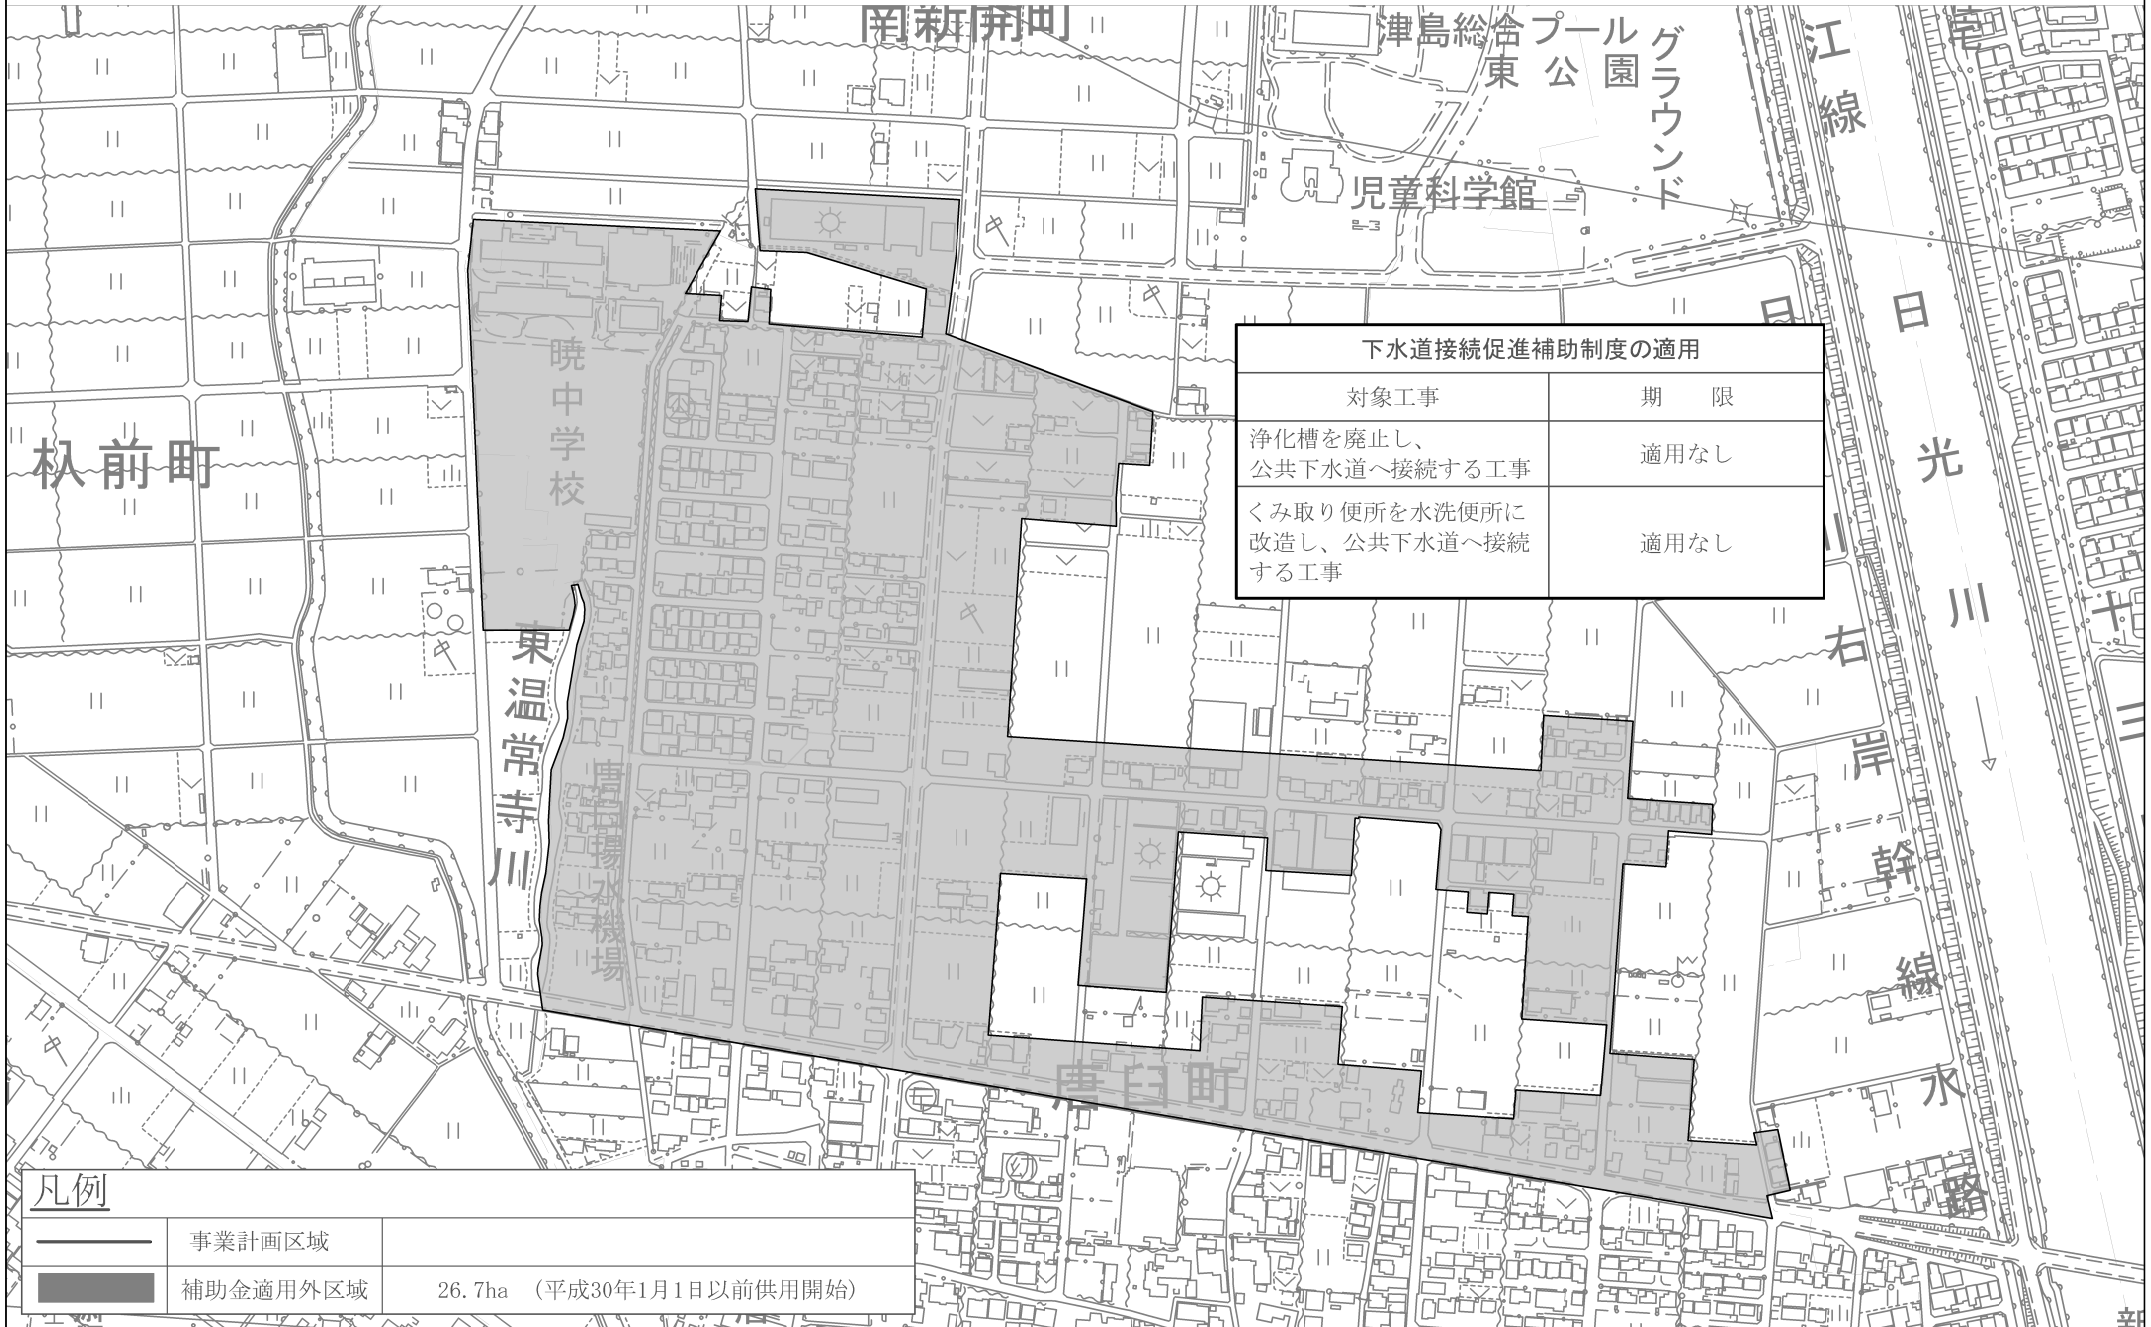 南新開町
津島総合プール
東公園
グラウンド
江
線
児童科学館
日
日
光
川
川
右
岸
幹
線
水
路
十
三
下水道接続促進補助制度の適用
対象工事
期　限
浄化槽を廃止し、
公共下水道へ接続する工事
適用なし
くみ取り便所を水洗便所に
改造し、公共下水道へ接続
する工事
適用なし
暁中学校
杁前町
東温常寺川
唐臼揚水機場
唐臼町
凡例
事業計画区域
補助金適用外区域
26.7ha （平成30年1月1日以前供用開始）